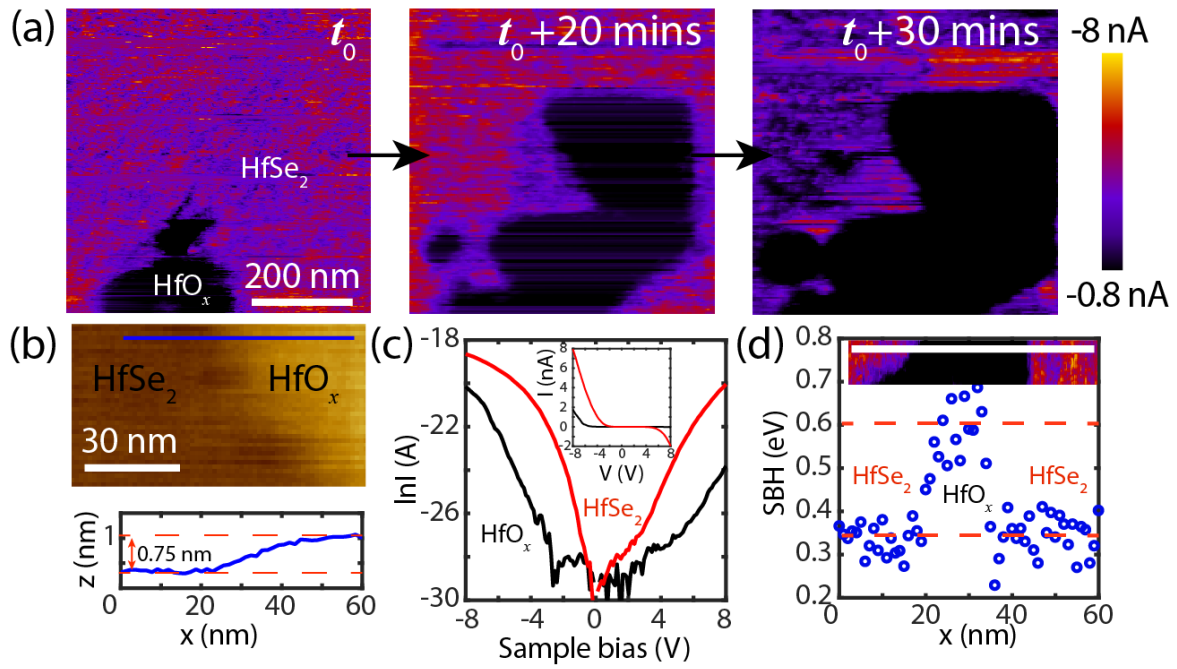 (a)
t0
t0+20 mins
t0+30 mins
-8 nA
HfSe2
HfOx
200 nm
-0.8 nA
(b)
HfSe2
HfOx
30 nm
z (nm)
1
0.75 nm
0
20
40
60
x (nm)
(c)
-18
-22
-26
-30
lnI (A)
I (nA)
8
6
4
2
0
-2
-8
-4
0
4
8
V (V)
HfSe2
HfOx
-8
-4
0
4
8
Sample bias (V)
(d)
0.8
0.7
0.6
0.5
0.4
0.3
0.2
SBH (eV)
HfSe2
HfOx
HfSe2
0
20
40
60
x (nm)